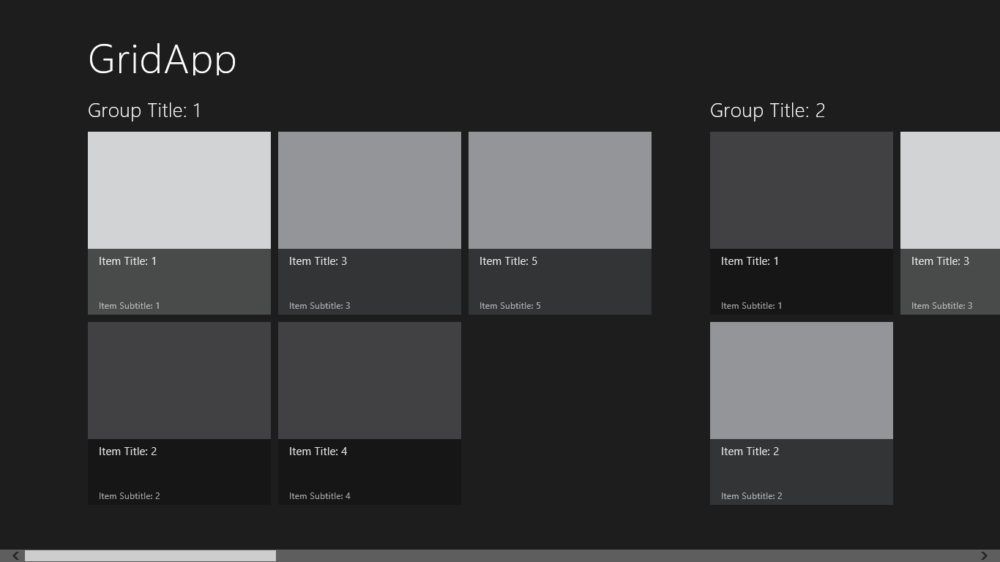 GridApp
Group Title: 1
Item Title: 1
Item Subtitle: 1
Item Title: 3
Item Subtitle: 3
Item Title: 5
Item Subtitle: 5
Item Title: 2
Item Subtitle: 2
Item Title: 4
Item Subtitle: 4
Group Title: 2
Item Title: 1
Item Subtitle: 1
Item Title: 3
Item Subtitle: 3
Item Title: 2
Item Subtitle: 2